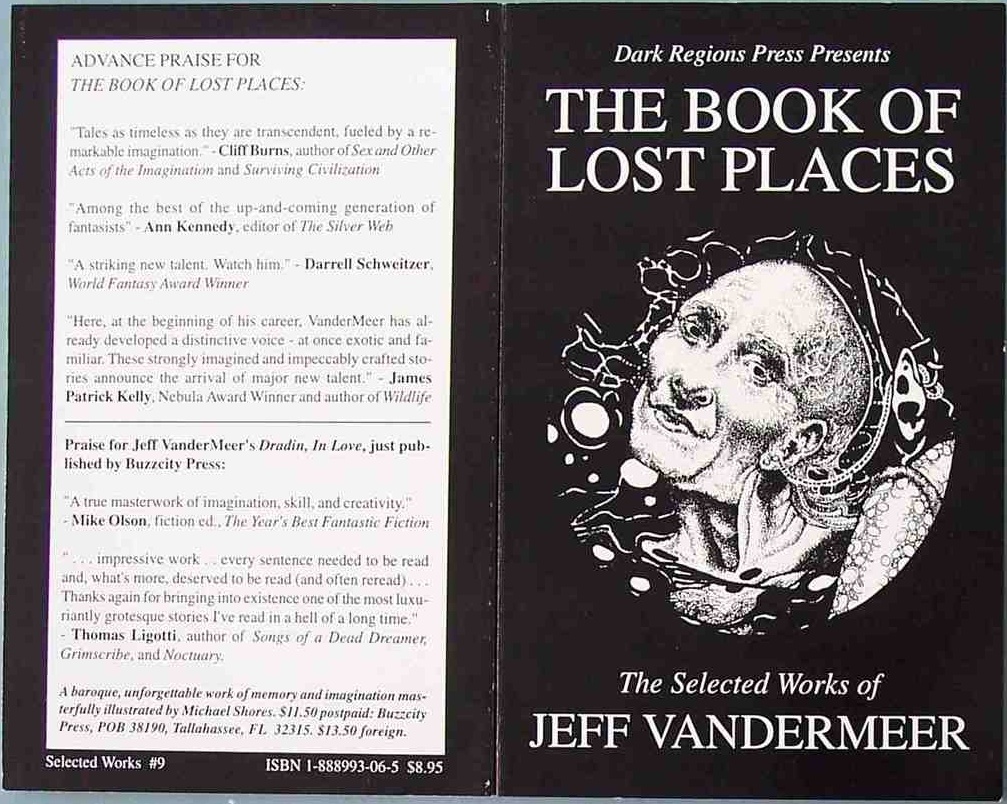 ADVANCE PRAISE FOR
THE BOOK OF LOST PLACES:
"Tales as timeless as they are transcendent, fueled by a re-
markable imagination." - Cliff Burns, author of Sex and Other
Acts of the Imagination and Surviving Civilization
"Among the best of the up-and-coming generation of
fantasists" - Ann Kennedy, editor of The Silver Web
"A striking new talent. Watch him." - Darrell Schweitzer,
World Fantasy Award Winner
"Here, at the beginning of his career, VanderMeer has al-
ready developed a distinctive voice - at once exotic and fa-
miliar. These strongly imagined and impeccably crafted sto-
ries announce the arrival of major new talent." - James
Patrick Kelly, Nebula Award Winner and author of Wildlife
Praise for Jeff VanderMeer's Dradin, In Love, just pub-
lished by Buzzcity Press:
"A true masterwork of imagination, skill, and creativity."
- Mike Olson, fiction ed., The Year's Best Fantastic Fiction
" . . . impressive work . . every sentence needed to be read
and, what's more, deserved to be read (and often reread) . . .
Thanks again for bringing into existence one of the most luxu-
riantly grotesque stories I've read in a hell of a long time."
- Thomas Ligotti, author of Songs of a Dead Dreamer,
Grimscribe, and Noctuary.
A baroque, unforgettable work of memory and imagination mas-
terfully illustrated by Michael Shores. $11.50 postpaid: Buzzcity
Press, POB 38190, Tallahassee, FL 32315. $13.50 foreign.
Selected Works #9 ISBN 1-888993-06-5 $8.95
Dark Regions Press Presents
THE BOOK OF
LOST PLACES
The Selected Works of
JEFF VANDERMEER